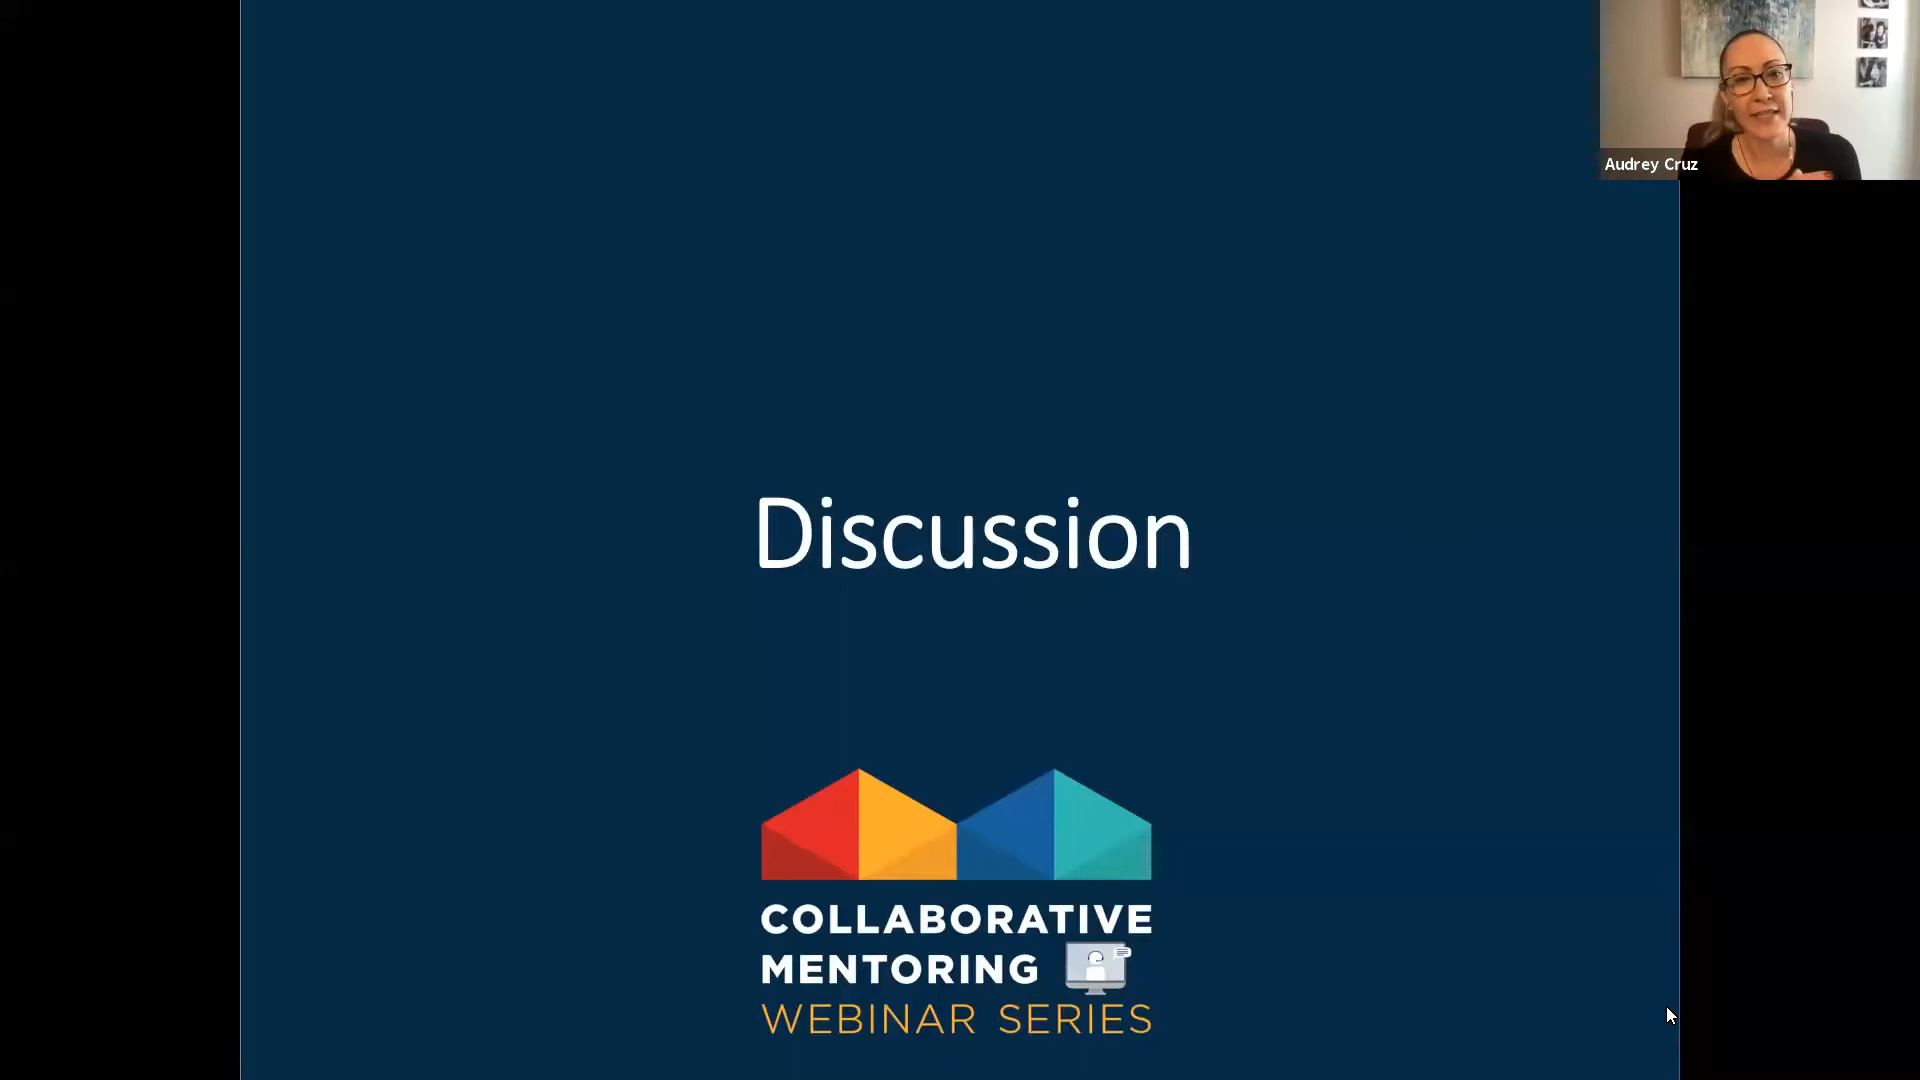 Audrey Cruz
Discussion
COLLABORATIVE
MENTORING
WEBINAR SERIES